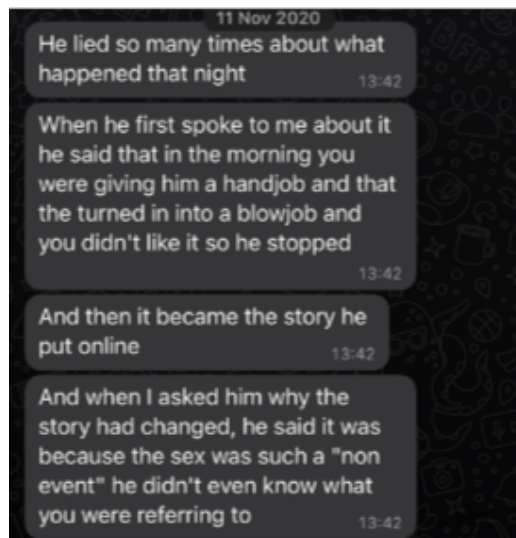 11 Nov 2020
He lied so many times about what
happened that night
13:42
When he first spoke to me about it
he said that in the morning you
were giving him a handjob and that
the turned in into a blowjob and
you didn't like it so he stopped
13:42
And then it became the story he
put online
13:42
And when I asked him why the
story had changed, he said it was
because the sex was such a "non
event" he didn't even know what
you were referring to
13:42